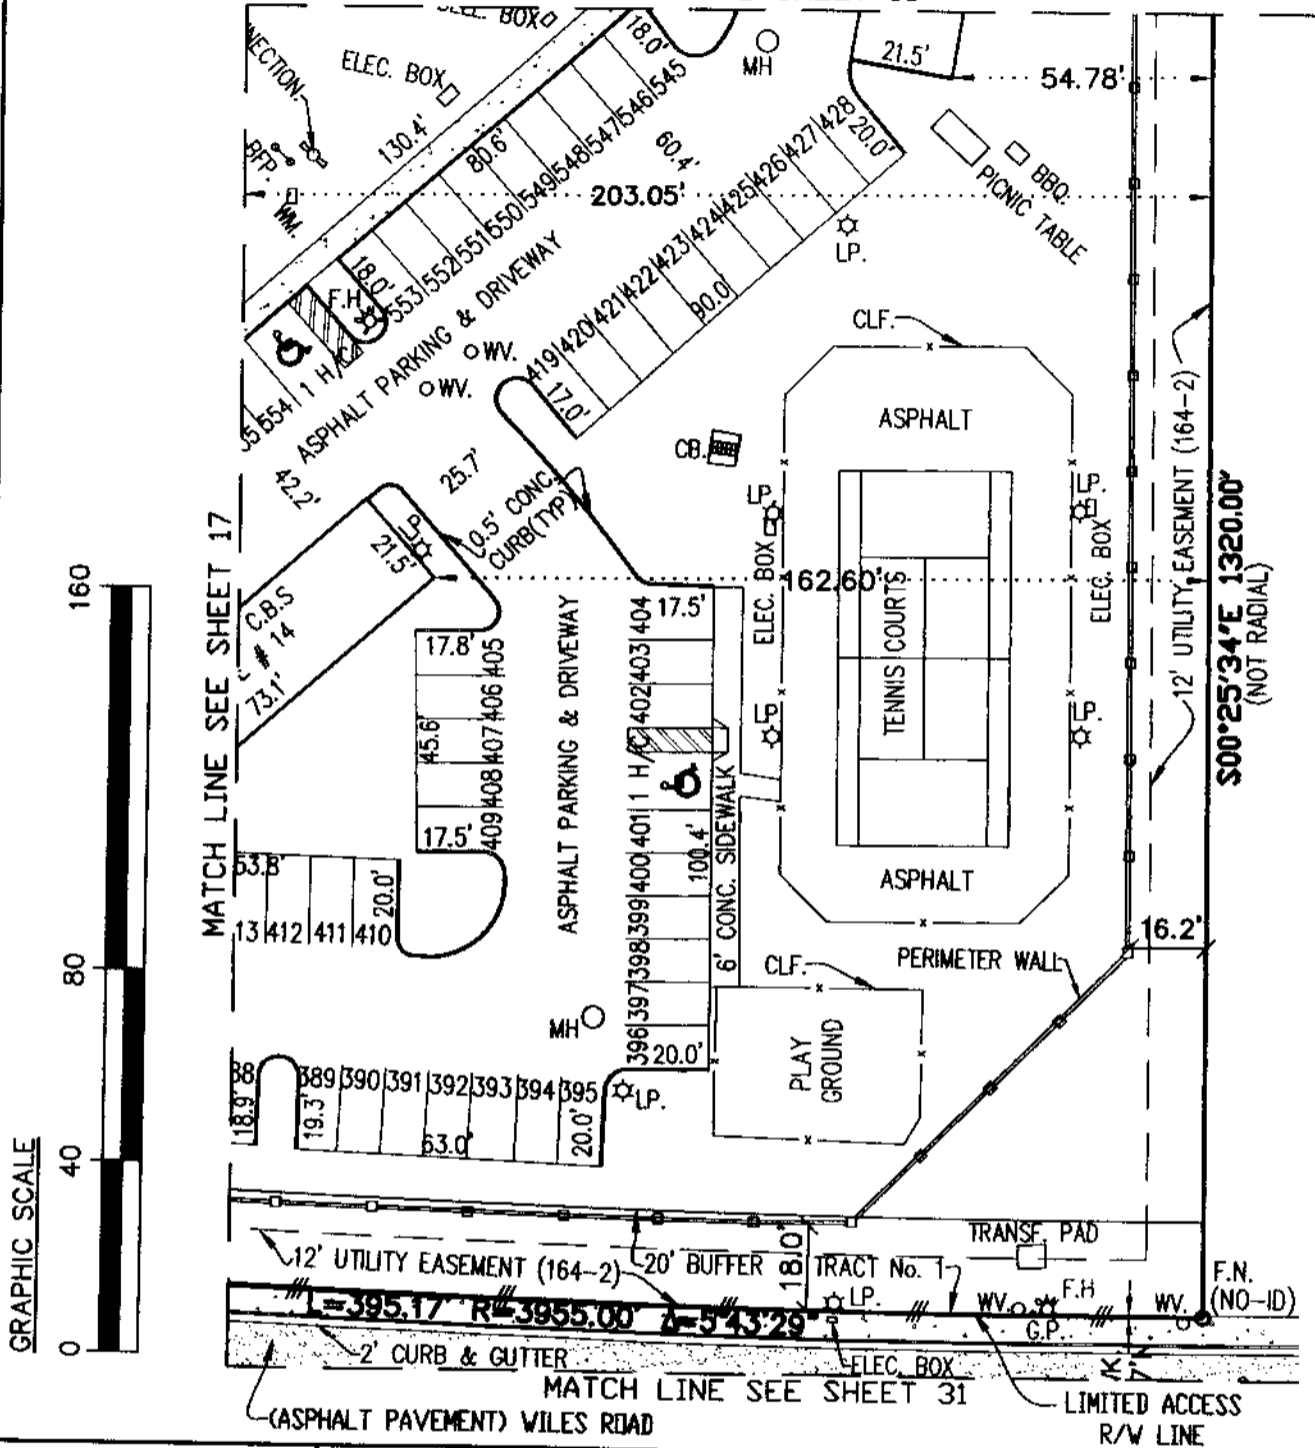 ELEC. BOX
NECTION.
ELEC. BOX
18.0'
MH
21.5'
54.78'
BFP.
WM.
130.4'
80.6'
60.4'
545
546
547
548
549
550
551
552
553
203.05'
20.0'
428
427
426
425
424
423
422
421
420
419
90.0'
17.0'
BBQ.
PICNIC TABLE
LP.
F.H.
18.0'
1 H/C
554
55
ASPHALT PARKING & DRIVEWAY
WV.
WV.
CLF.
ASPHALT
CB.
42.2'
25.7'
0.5' CONC.
CURB(TYP)
LP.
21.5'
C.B.S
# 14
73.1'
MATCH LINE SEE SHEET 17
LP.
ELEC. BOX
LP.
ELEC. BOX
162.60'
TENNIS COURTS
12' UTILITY EASEMENT (164-2)
S00°25'34"E 1320.00'
(NOT RADIAL)
17.8'
405
406
407
408
409
45.6'
17.5'
ASPHALT PARKING & DRIVEWAY
17.5'
404
403
402
1 H/C
401
400
399
398
397
396
100.4'
6' CONC. SIDEWALK
LP
LP.
ASPHALT
53.8'
20.0'
13 412 411 410
16.2'
PERIMETER WALL
CLF.
MH
20.0'
PLAY
GROUND
LP.
38
389 390 391 392 393 394 395
18.9'
19.3'
63.0'
20.0'
160
80
40
0
GRAPHIC SCALE
TRANSF. PAD
12' UTILITY EASEMENT (164-2)
20' BUFFER
18.0'
TRACT No. 1
F.N.
(NO-ID)
LP.
WV.
F.H
G.P.
WV.
L=395.17' R=3955.00' Δ=5°43'29"
2' CURB & GUTTER
ELEC. BOX
MATCH LINE SEE SHEET 31
(ASPHALT PAVEMENT) WILES ROAD
LIMITED ACCESS
R/W LINE